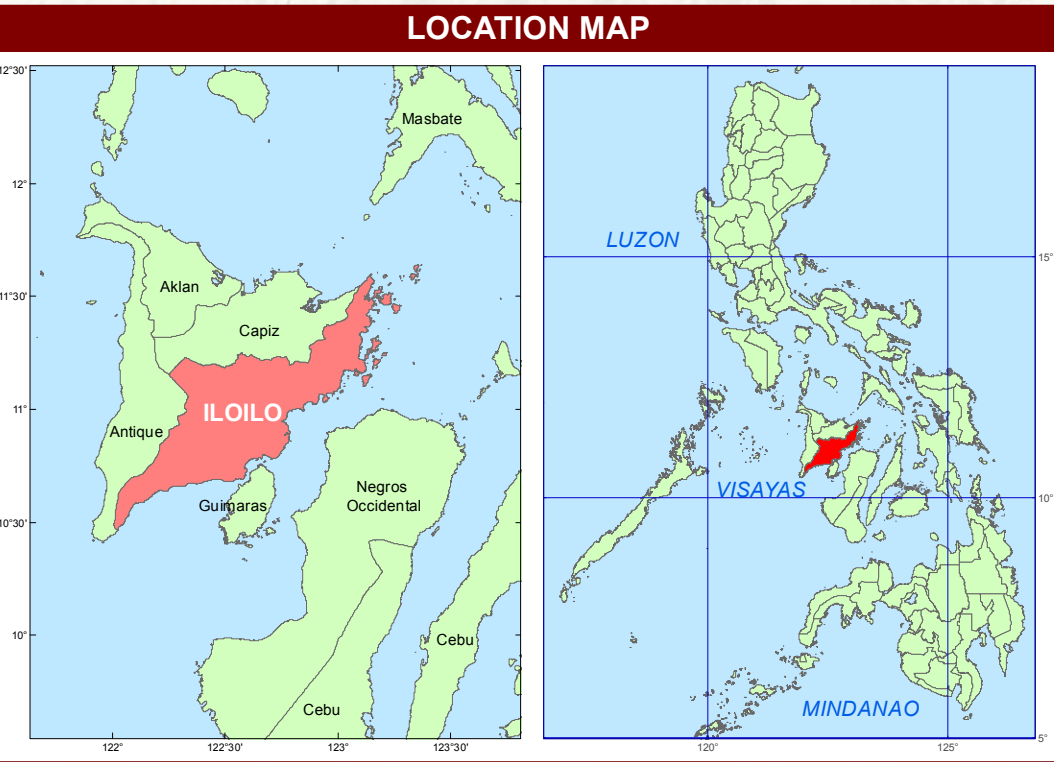 LOCATION MAP
12°30'
12°
11°30'
11°
10°30'
10°
122°
122°30'
123°
123°30'
Masbate
Aklan
Capiz
ILOILO
Antique
Guimaras
Negros
Occidental
Cebu
Cebu
LUZON
VISAYAS
MINDANAO
15°
10°
5°
120°
125°